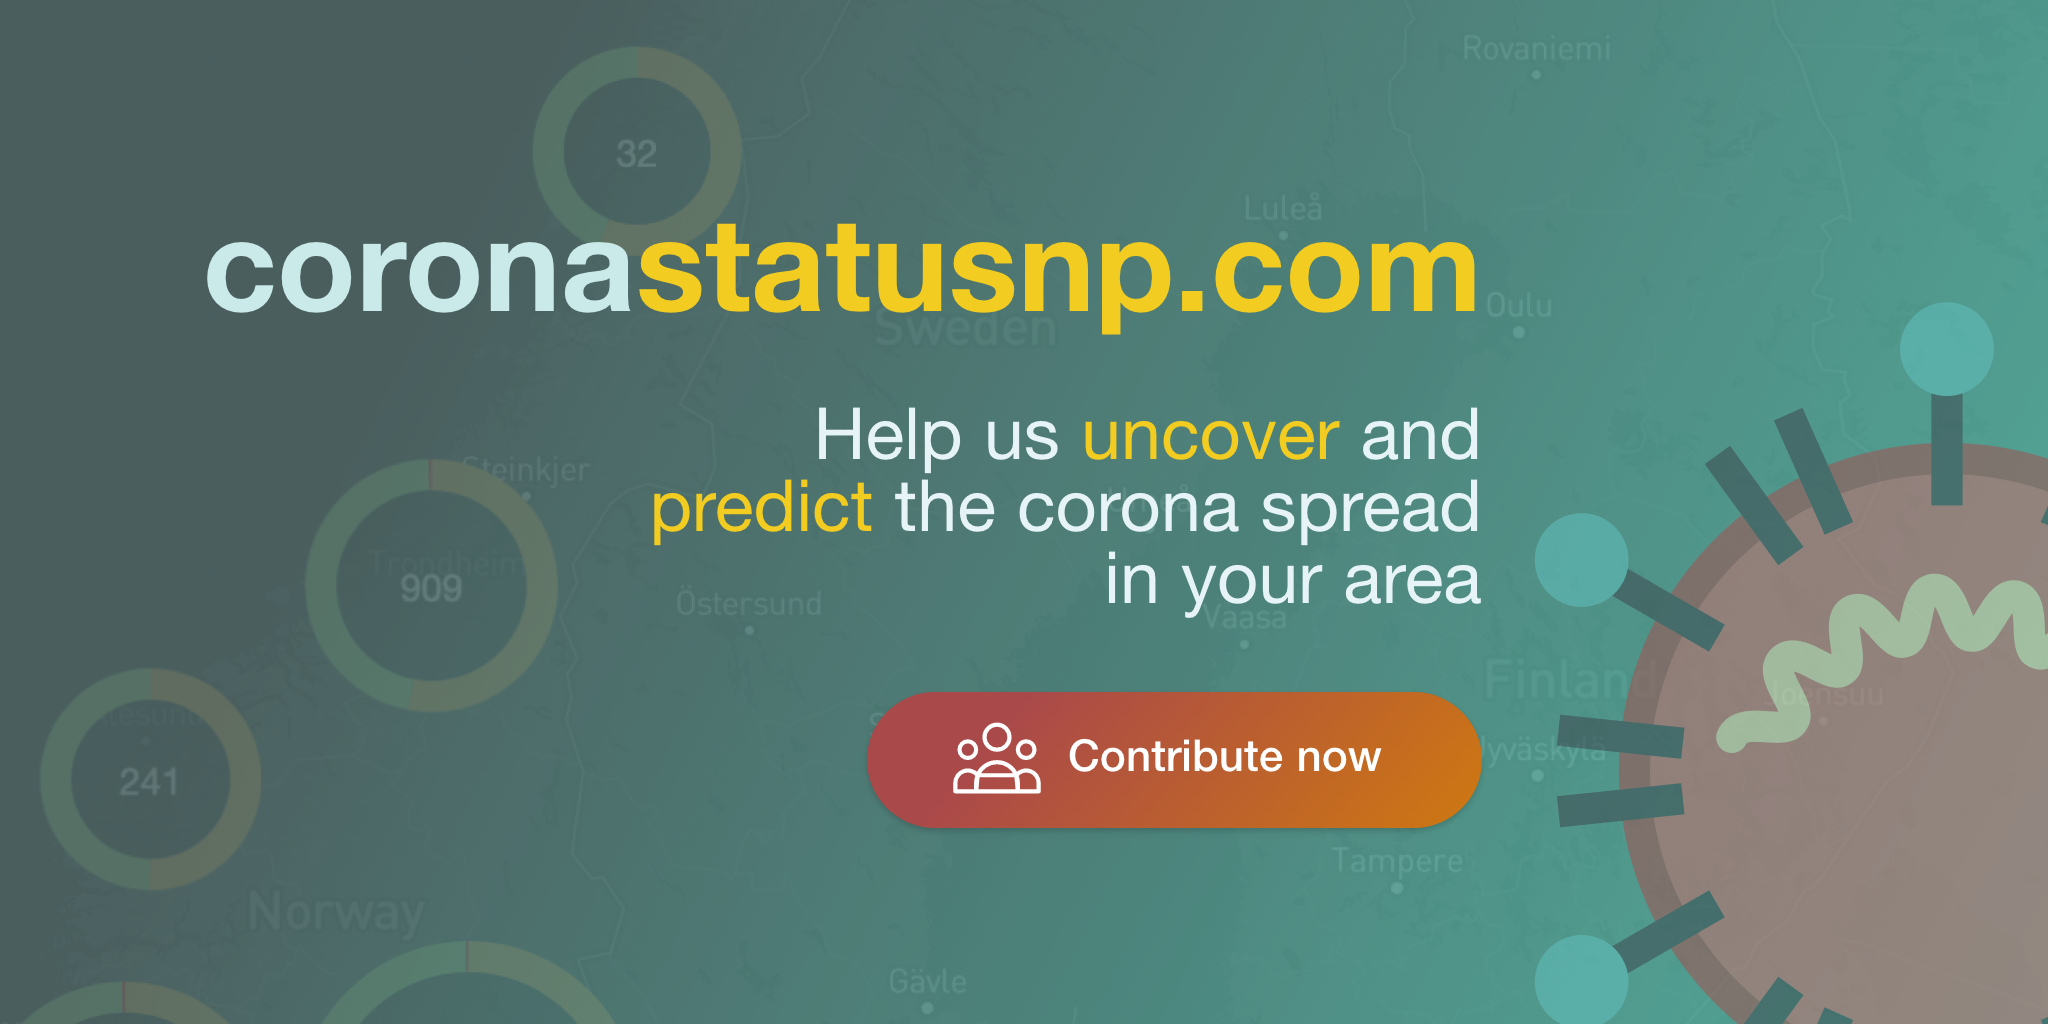 Rovaniemi
32
Luleå
coronastatusnp.com
Oulu
Sweden
Help us uncover and
Steinkjer
predict the corona spread
Trondheim
909
in your area
Östersund
Vaasa
Finland
Joensuu
Contribute now
241
Tampere
Norway
Gävle